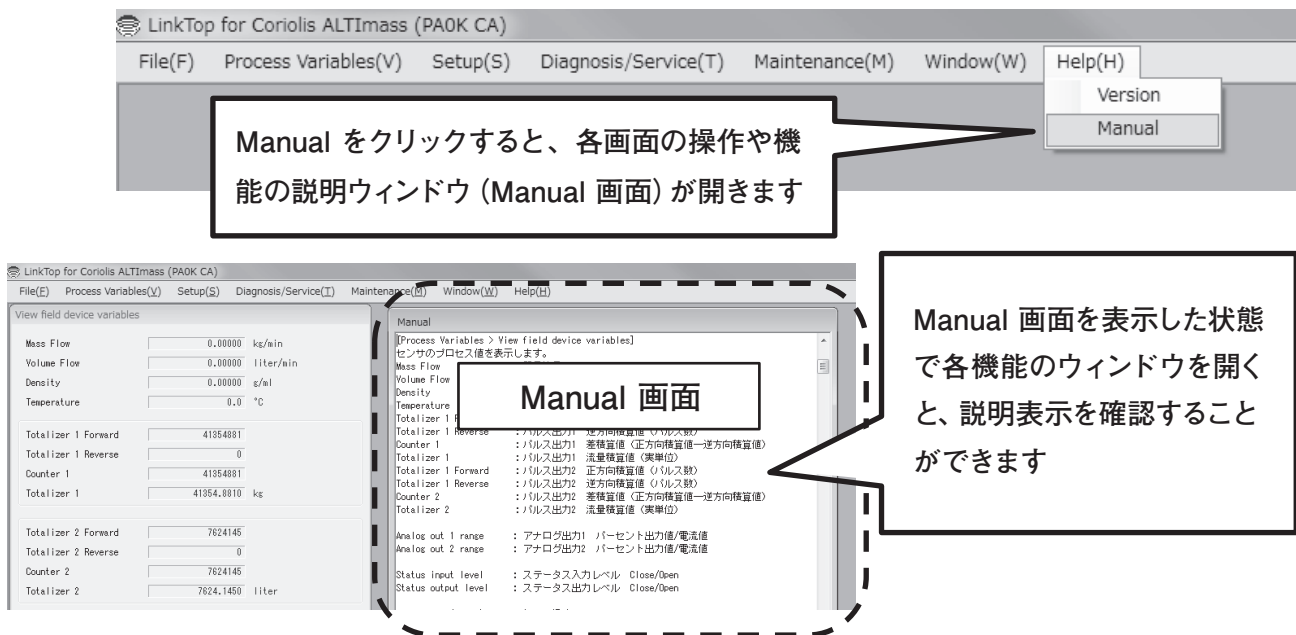 LinkTop for Coriolis ALTImass (PA0K CA)
File(F) Process Variables(V) Setup(S) Diagnosis/Service(T) Maintenance(M) Window(W) Help(H)
Version
Manual
Manual をクリックすると、各画面の操作や機
能の説明ウィンドウ（Manual 画面）が開きます
LinkTop for Coriolis ALTImass (PA0K CA)
File(F) Process Variables(V) Setup(S) Diagnosis/Service(T) Maintenance(M) Window(W) Help(H)
View field device variables
Mass Flow 0.00000 kg/min
Volume Flow 0.00000 liter/min
Density 0.00000 g/ml
Temperature 0.0 °C
Totalizer 1 Forward 41354881
Totalizer 1 Reverse 0
Counter 1 41354881
Totalizer 1 41354.8810 kg
Totalizer 2 Forward 7624145
Totalizer 2 Reverse 0
Counter 2 7624145
Totalizer 2 7624.1450 liter
Manual
[Process Variables > View field device variables]
センサのプロセス値を表示します。
Mass Flow
Volume Flow
Density
Temperature
Totalizer 1
Totalizer 1 Reverse ：パルス出力1 逆方向積算値（パルス数）
Counter 1 ：パルス出力1 差積算値（正方向積算値―逆方向積算値）
Totalizer 1 ：パルス出力1 流量積算値（実単位）
Totalizer 1 Forward ：パルス出力2 正方向積算値（パルス数）
Totalizer 1 Reverse ：パルス出力2 逆方向積算値（パルス数）
Counter 2 ：パルス出力2 差積算値（正方向積算値―逆方向積算値）
Totalizer 2 ：パルス出力2 流量積算値（実単位）
Analog out 1 range ：アナログ出力1 パーセント出力値/電流値
Analog out 2 range ：アナログ出力2 パーセント出力値/電流値
Status input level ：ステータス入力レベル Close/Open
Status output level ：ステータス出力レベル Close/Open
Manual 画面
Manual 画面を表示した状態
で各機能のウィンドウを開く
と、説明表示を確認すること
ができます